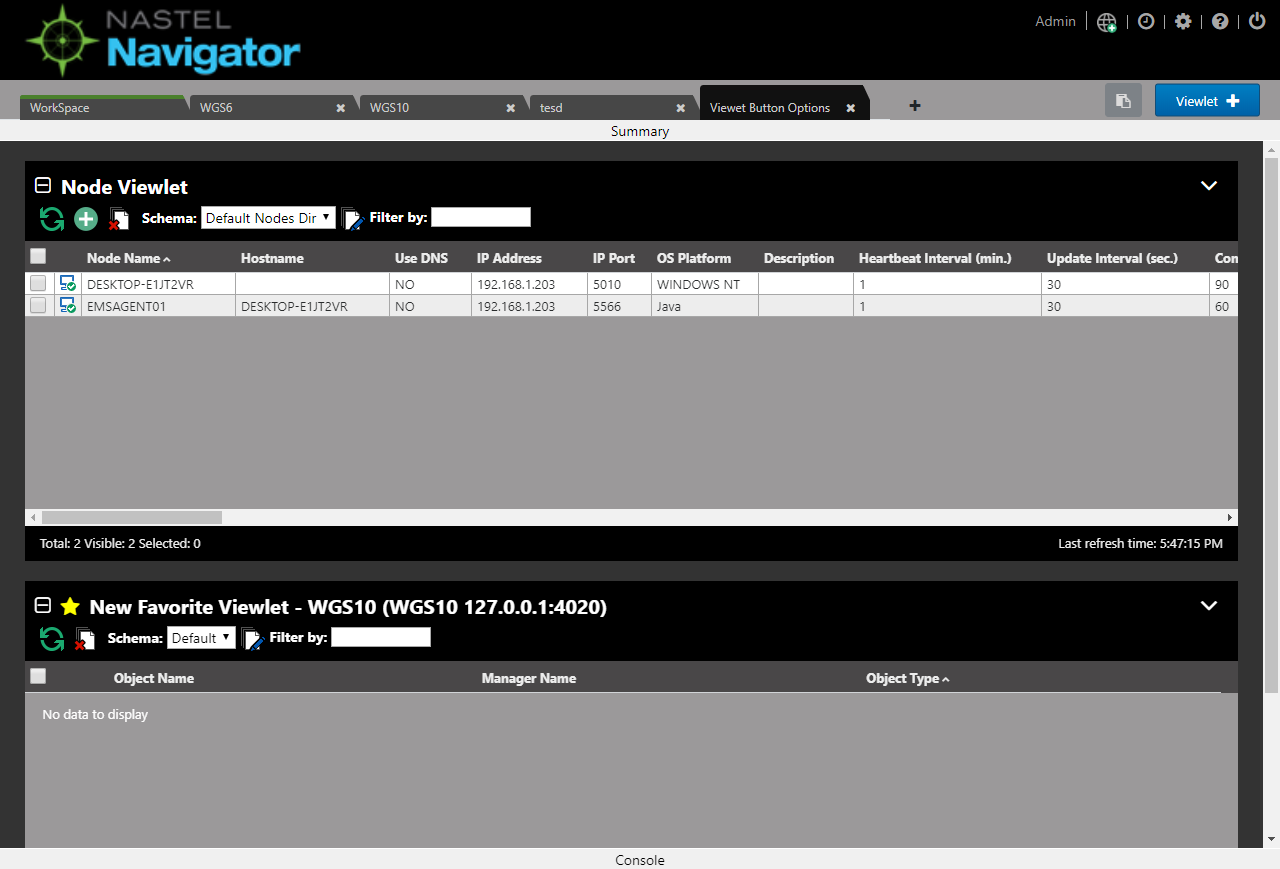 NASTEL
Navigator
Admin
WorkSpace WGS6 WGS10 tesd Viewet Button Options Viewlet
Summary
Node Viewlet
Schema: Default Nodes Dir Filter by:
Node Name Hostname Use DNS IP Address IP Port OS Platform Description Heartbeat Interval (min.) Update Interval (sec.) Con
DESKTOP-E1JT2VR NO 192.168.1.203 5010 WINDOWS NT 1 30 90
EMSAGENT01 DESKTOP-E1JT2VR NO 192.168.1.203 5566 Java 1 30 60
Total: 2 Visible: 2 Selected: 0 Last refresh time: 5:47:15 PM
New Favorite Viewlet - WGS10 (WGS10 127.0.0.1:4020)
Schema: Default Filter by:
Object Name Manager Name Object Type
No data to display
Console